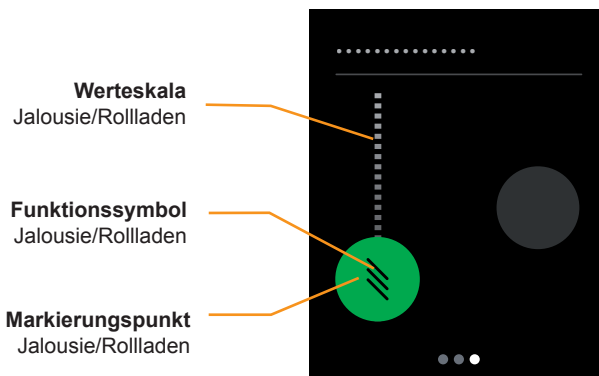 Werteskala
Jalousie/Rollladen
Funktionssymbol
Jalousie/Rollladen
Markierungspunkt
Jalousie/Rollladen